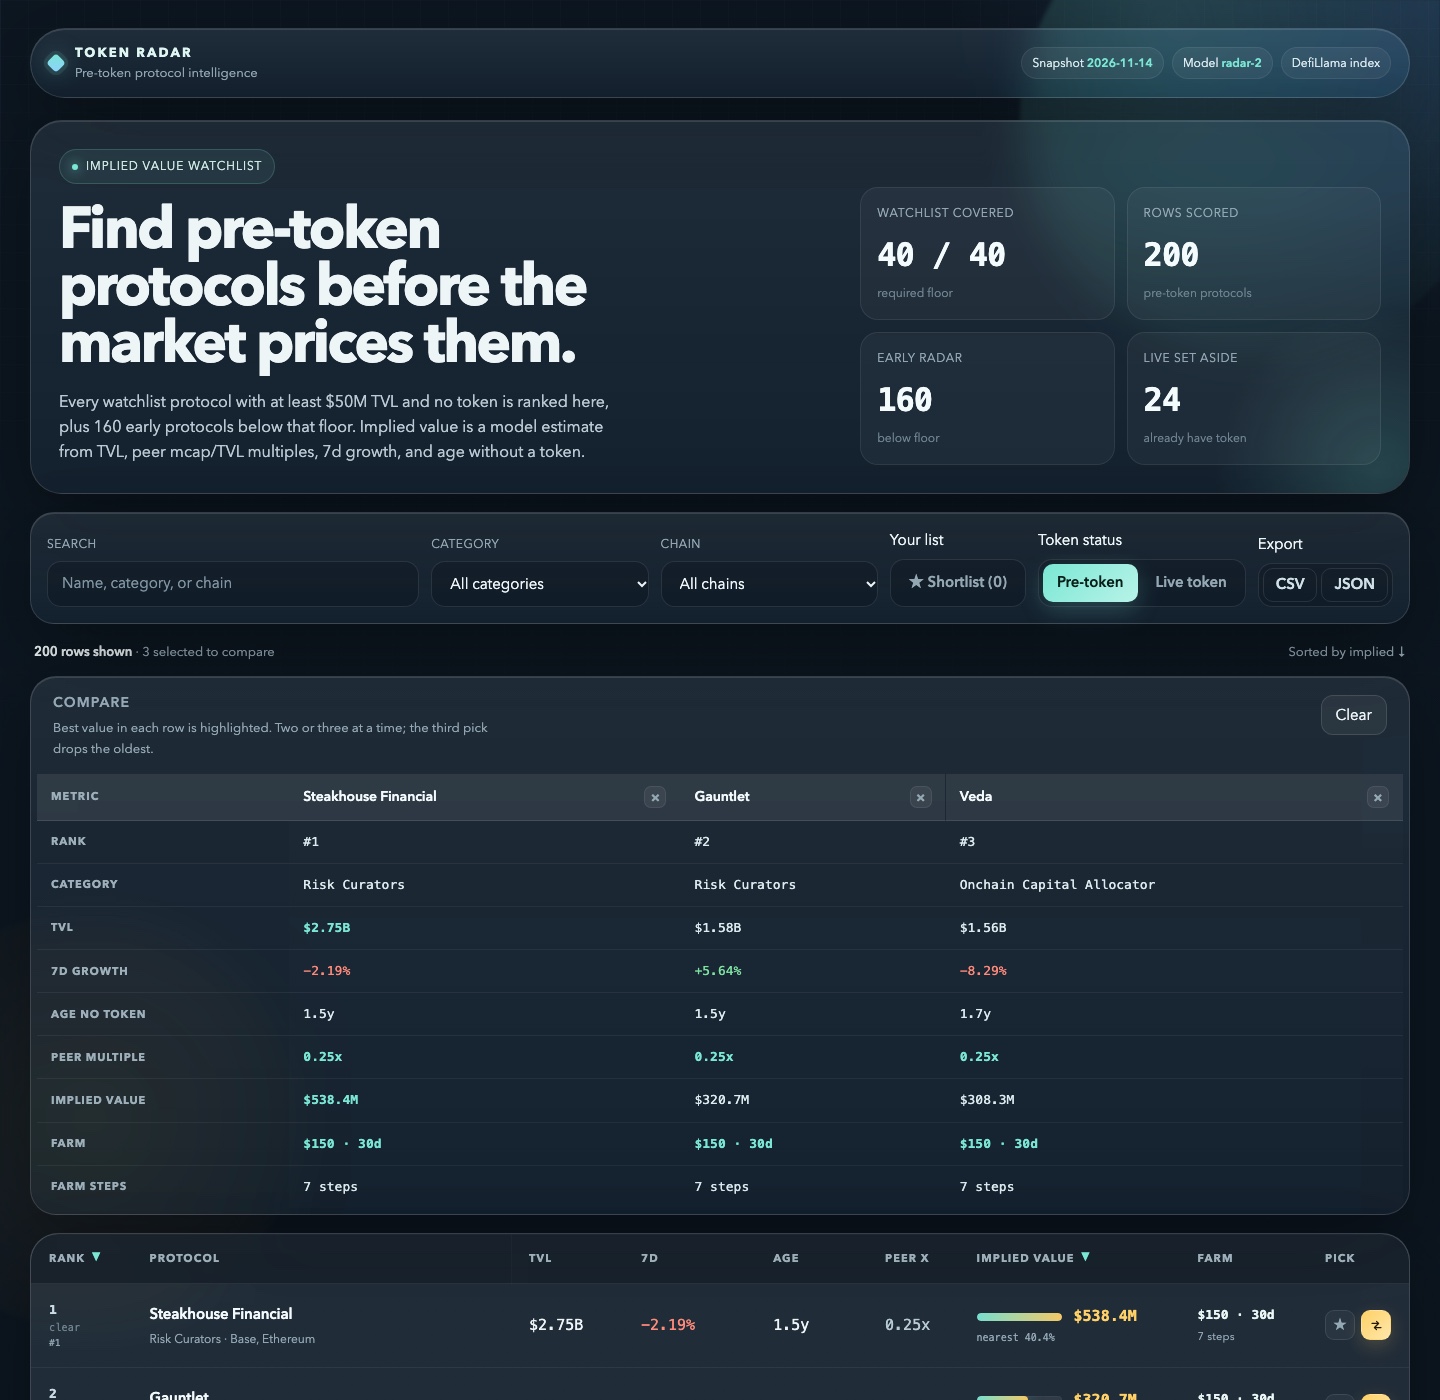 TOKEN RADAR
Pre-token protocol intelligence
Snapshot 2026-11-14
Model radar-2
DefiLlama index
IMPLIED VALUE WATCHLIST
Find pre-token
protocols before the
market prices them.
Every watchlist protocol with at least $50M TVL and no token is ranked here,
plus 160 early protocols below that floor. Implied value is a model estimate
from TVL, peer mcap/TVL multiples, 7d growth, and age without a token.
WATCHLIST COVERED
40 / 40
required floor
ROWS SCORED
200
pre-token protocols
EARLY RADAR
160
below floor
LIVE SET ASIDE
24
already have token
SEARCH
Name, category, or chain
CATEGORY
All categories
CHAIN
All chains
Your list
★ Shortlist (0)
Token status
Pre-token
Live token
Export
CSV
JSON
200 rows shown · 3 selected to compare
Sorted by implied ↓
COMPARE
Best value in each row is highlighted. Two or three at a time; the third pick
drops the oldest.
Clear
METRIC Steakhouse Financial × Gauntlet × Veda ×
RANK #1 #2 #3
CATEGORY Risk Curators Risk Curators Onchain Capital Allocator
TVL $2.75B $1.58B $1.56B
7D GROWTH −2.19% +5.64% −8.29%
AGE NO TOKEN 1.5y 1.5y 1.7y
PEER MULTIPLE 0.25x 0.25x 0.25x
IMPLIED VALUE $538.4M $320.7M $308.3M
FARM $150 · 30d $150 · 30d $150 · 30d
FARM STEPS 7 steps 7 steps 7 steps
RANK ▼ PROTOCOL TVL 7D AGE PEER X IMPLIED VALUE ▼ FARM PICK
1
clear
#1
Steakhouse Financial
Risk Curators · Base, Ethereum
$2.75B
−2.19%
1.5y
0.25x
$538.4M
nearest 40.4%
$150 · 30d
7 steps
★
2
Gauntlet
$320.7M
$150 · 30d